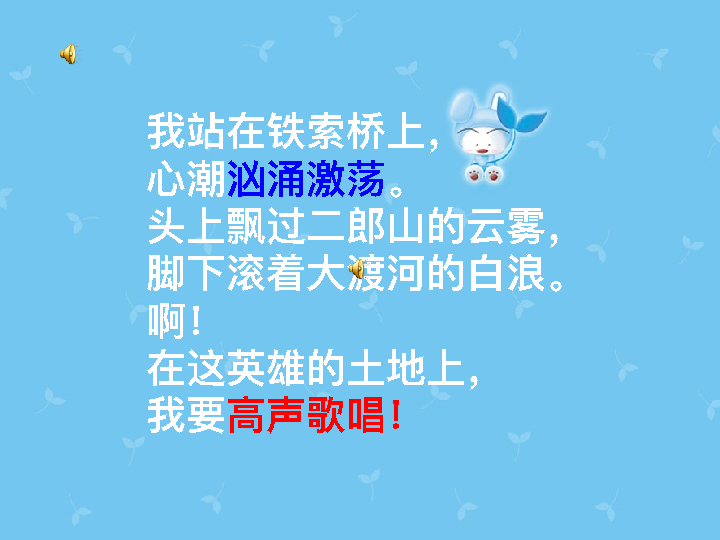 我站在铁索桥上，
心潮汹涌激荡。
头上飘过二郎山的云雾，
脚下滚着大渡河的白浪。
啊！
在这英雄的土地上，
我要高声歌唱！